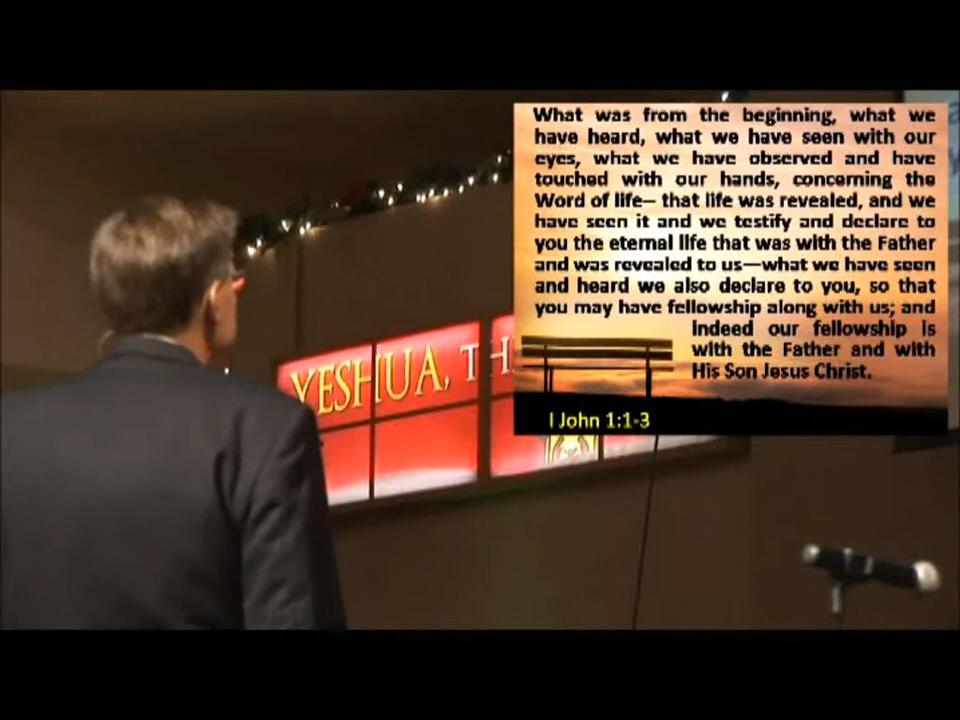 What was from the beginning, what we
have heard, what we have seen with our
eyes, what we have observed and have
touched with our hands, concerning the
Word of life– that life was revealed, and we
have seen it and we testify and declare to
you the eternal life that was with the Father
and was revealed to us—what we have seen
and heard we also declare to you, so that
you may have fellowship along with us; and
indeed our fellowship is
with the Father and with
His Son Jesus Christ.
I John 1:1-3
YESHUA, TH